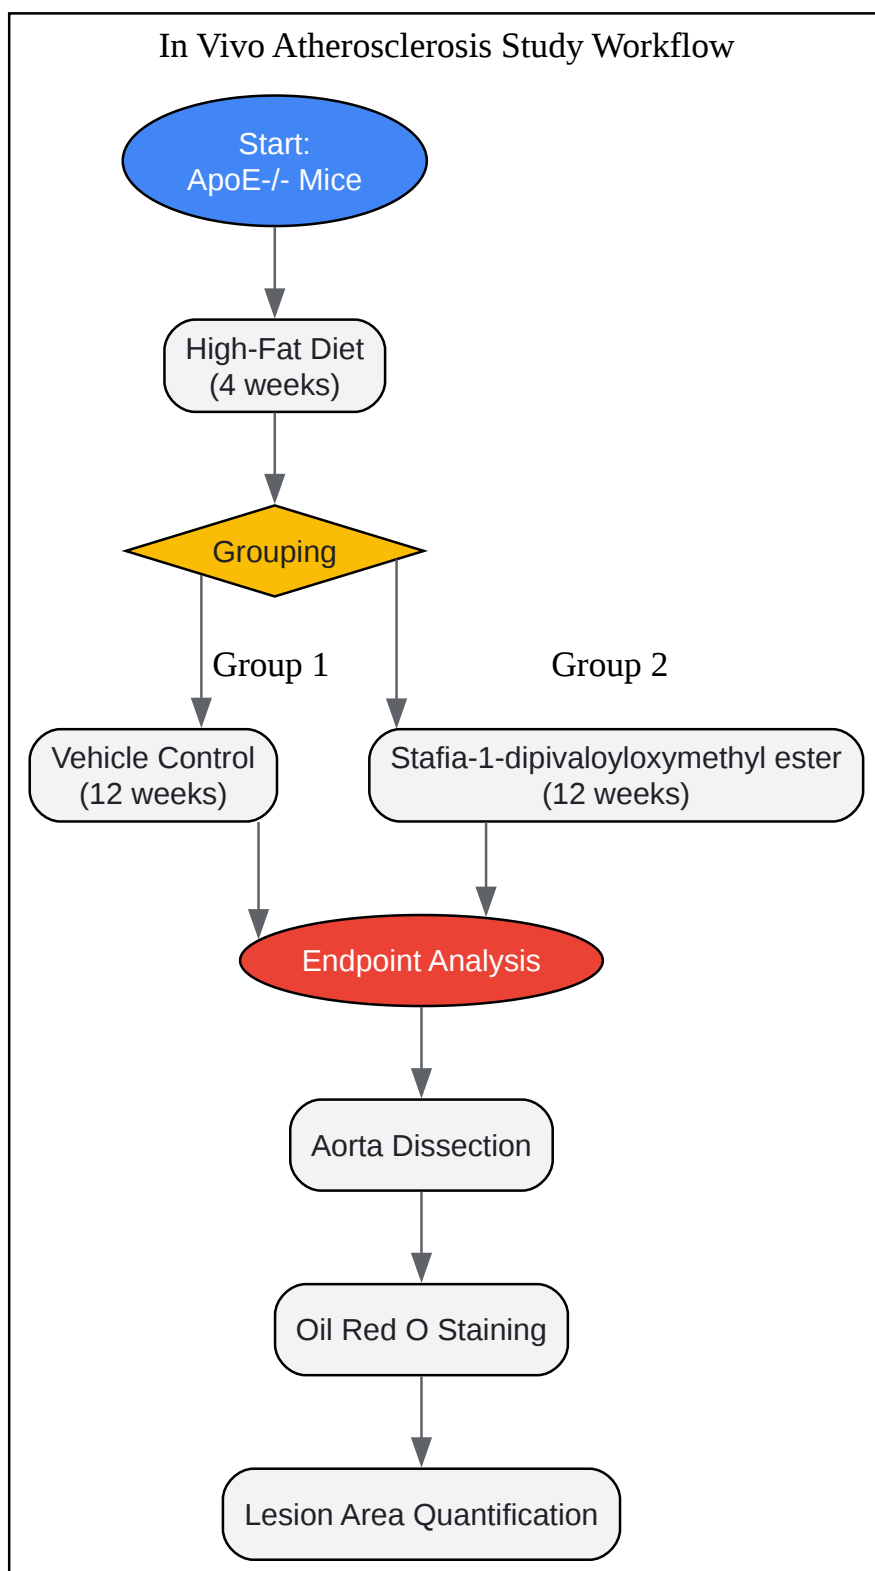 In Vivo Atherosclerosis Study Workflow
Start:
ApoE-/- Mice
High-Fat Diet
(4 weeks)
Grouping
Group 1
Group 2
Vehicle Control
(12 weeks)
Stafia-1-dipivaloyloxymethyl ester
(12 weeks)
Endpoint Analysis
Aorta Dissection
Oil Red O Staining
Lesion Area Quantification